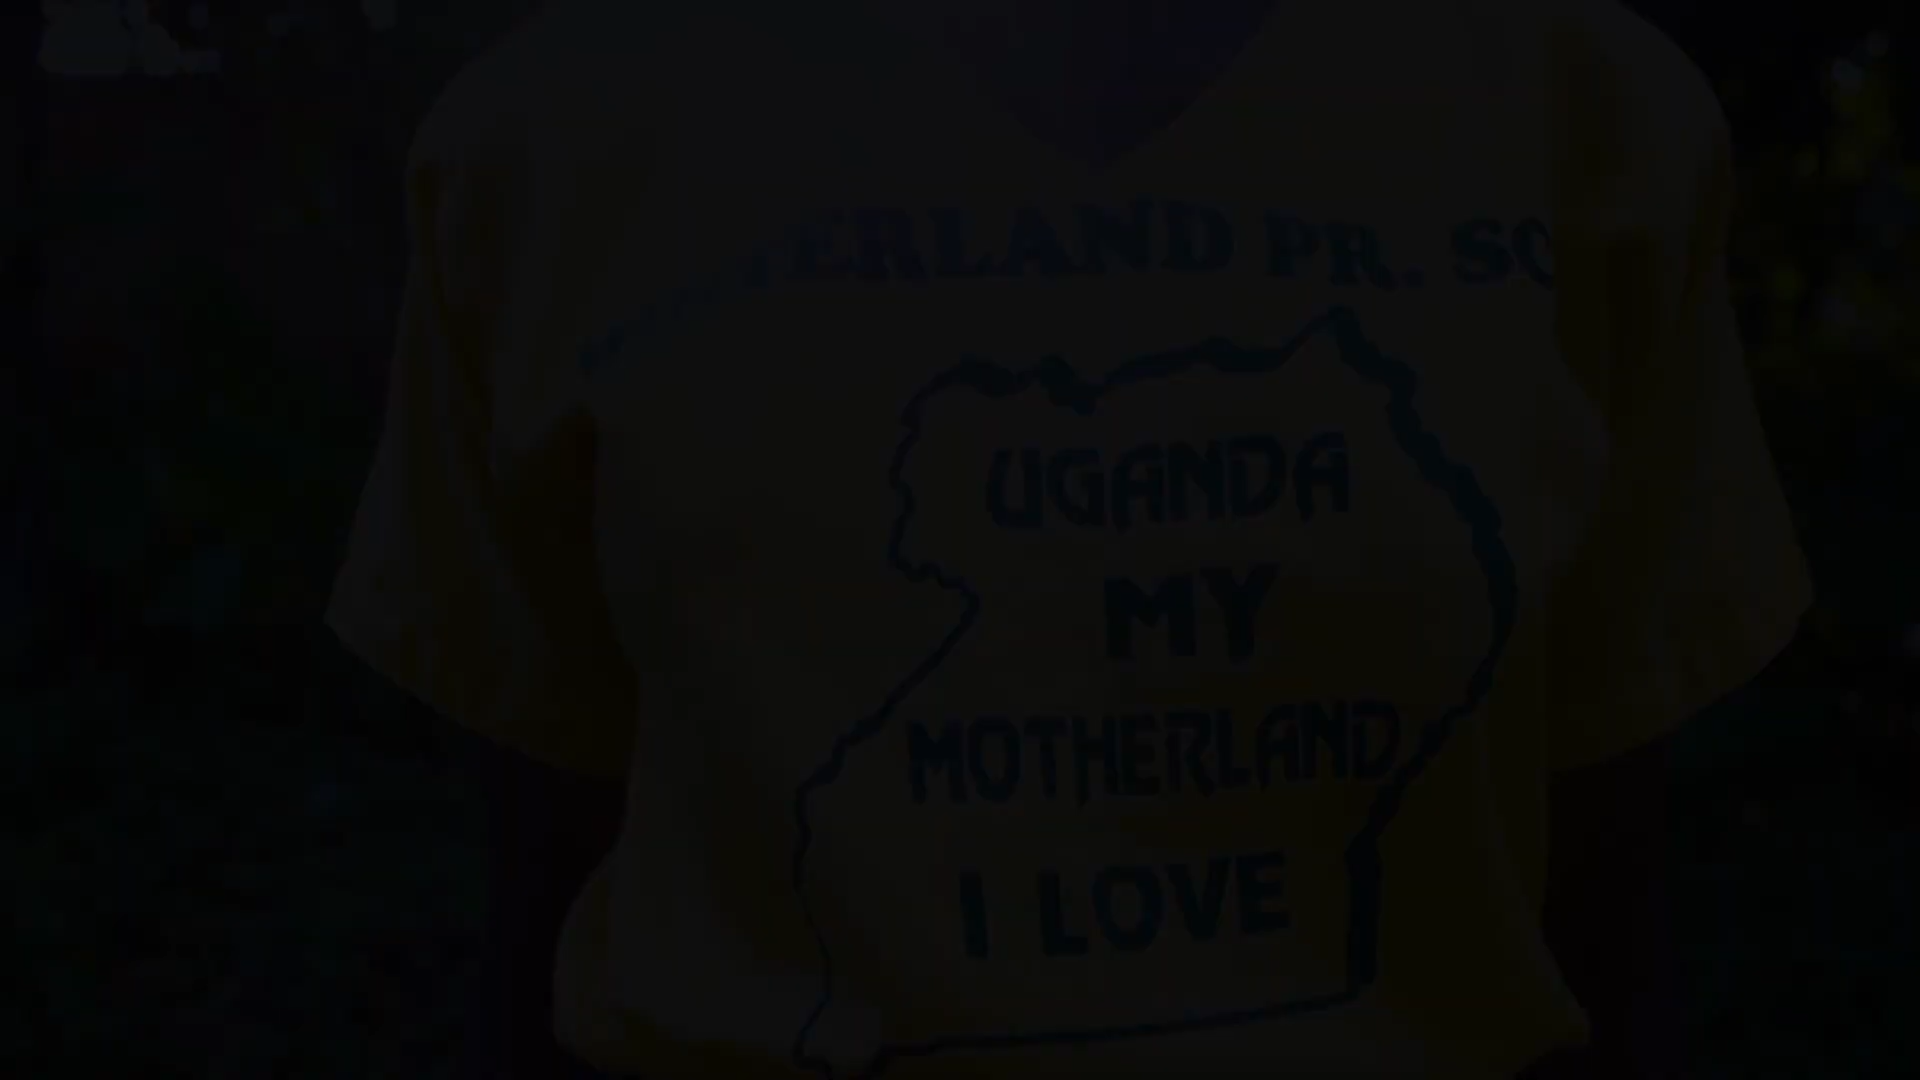 ERLAND PR. SC
UGANDA
MY
MOTHERLAND
I LOVE